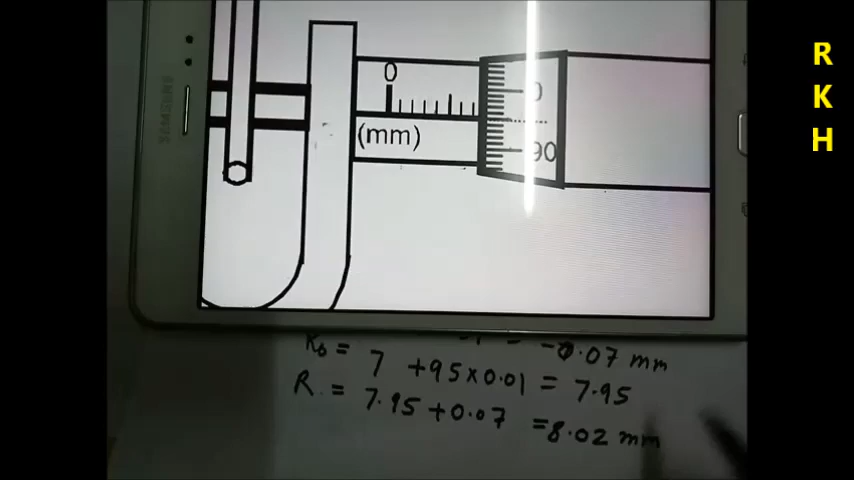 R
K
H
SAMSUNG
0
0
(mm)
90
= -0.07 mm
R₀ = 7 +95×0.01 = 7.95
R. = 7.95 +0.07 =8.02 mm